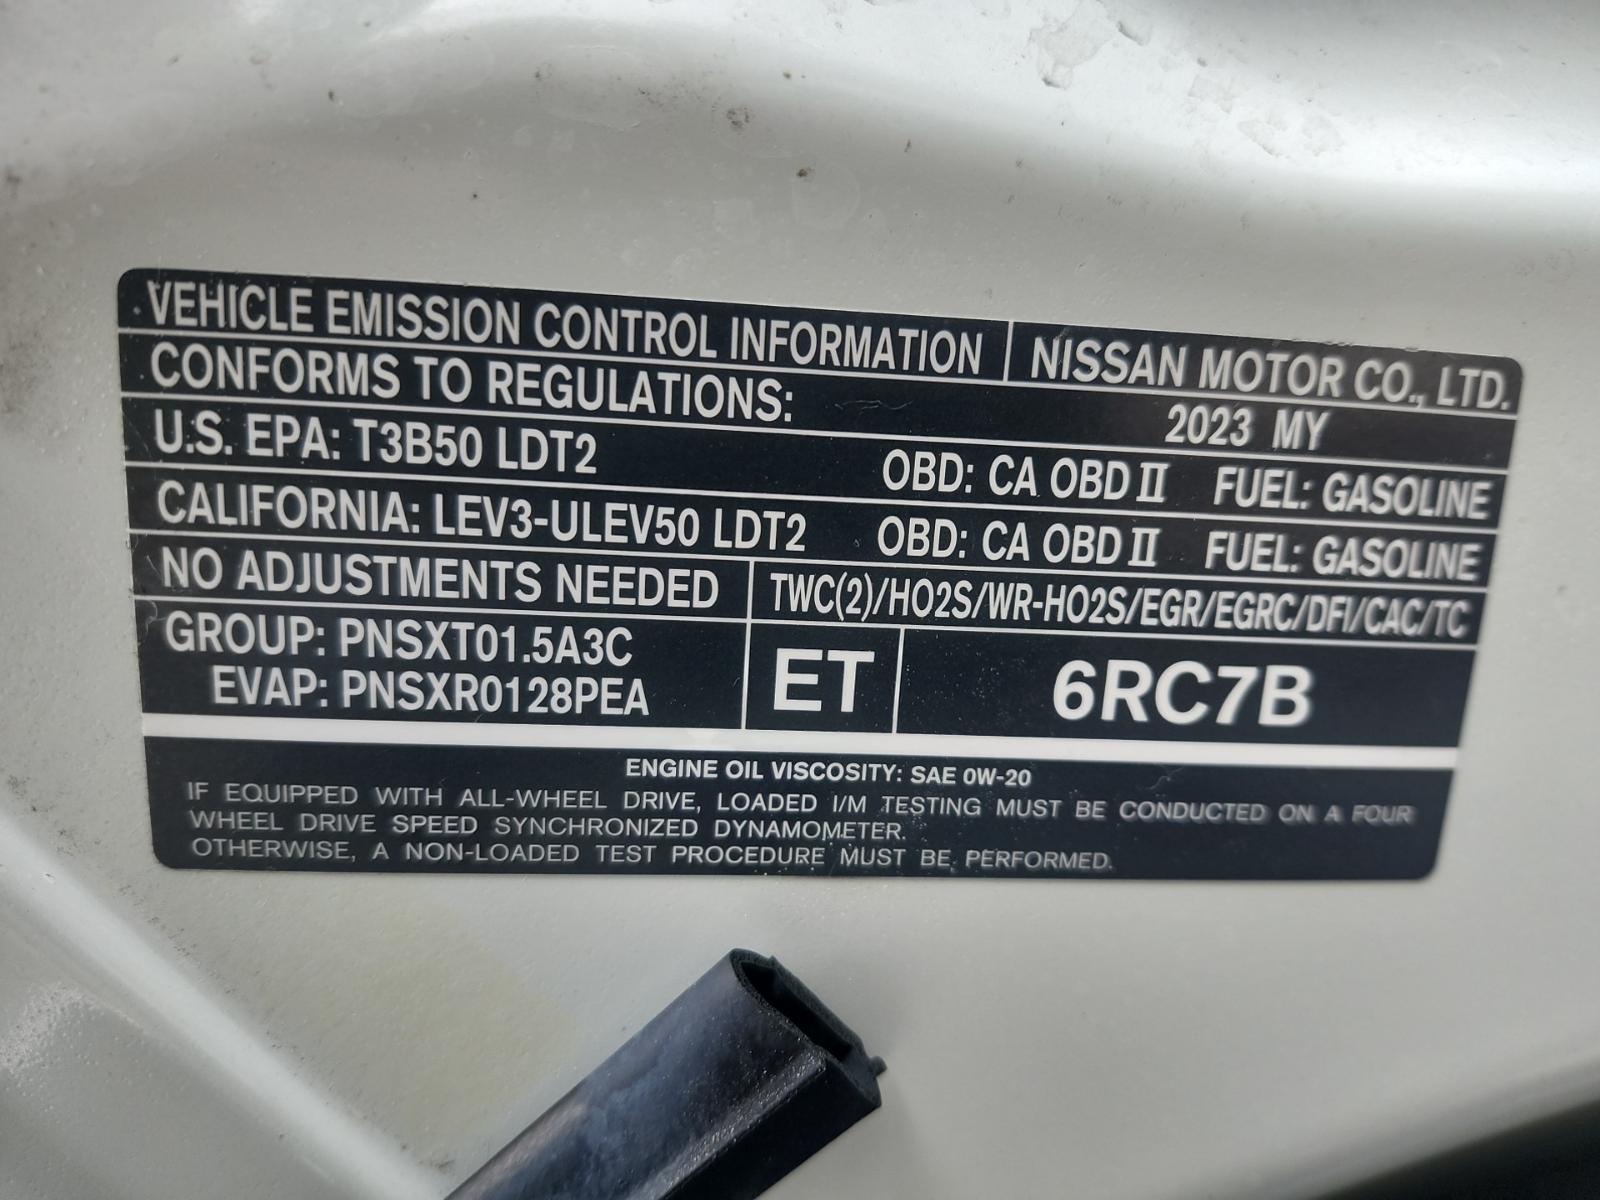 VEHICLE EMISSION CONTROL INFORMATION NISSAN MOTOR CO., LTD.
CONFORMS TO REGULATIONS: 2023 MY
U.S. EPA: T3B50 LDT2 OBD: CA OBD II FUEL: GASOLINE
CALIFORNIA: LEV3-ULEV50 LDT2 OBD: CA OBD II FUEL: GASOLINE
NO ADJUSTMENTS NEEDED TWC(2)/HO2S/WR-HO2S/EGR/EGRC/DFI/CAC/TC
GROUP: PNSXT01.5A3C
EVAP: PNSXR0128PEA
ET 6RC7B
ENGINE OIL VISCOSITY: SAE 0W-20
IF EQUIPPED WITH ALL-WHEEL DRIVE, LOADED I/M TESTING MUST BE CONDUCTED ON A FOUR
WHEEL DRIVE SPEED SYNCHRONIZED DYNAMOMETER.
OTHERWISE, A NON-LOADED TEST PROCEDURE MUST BE PERFORMED.